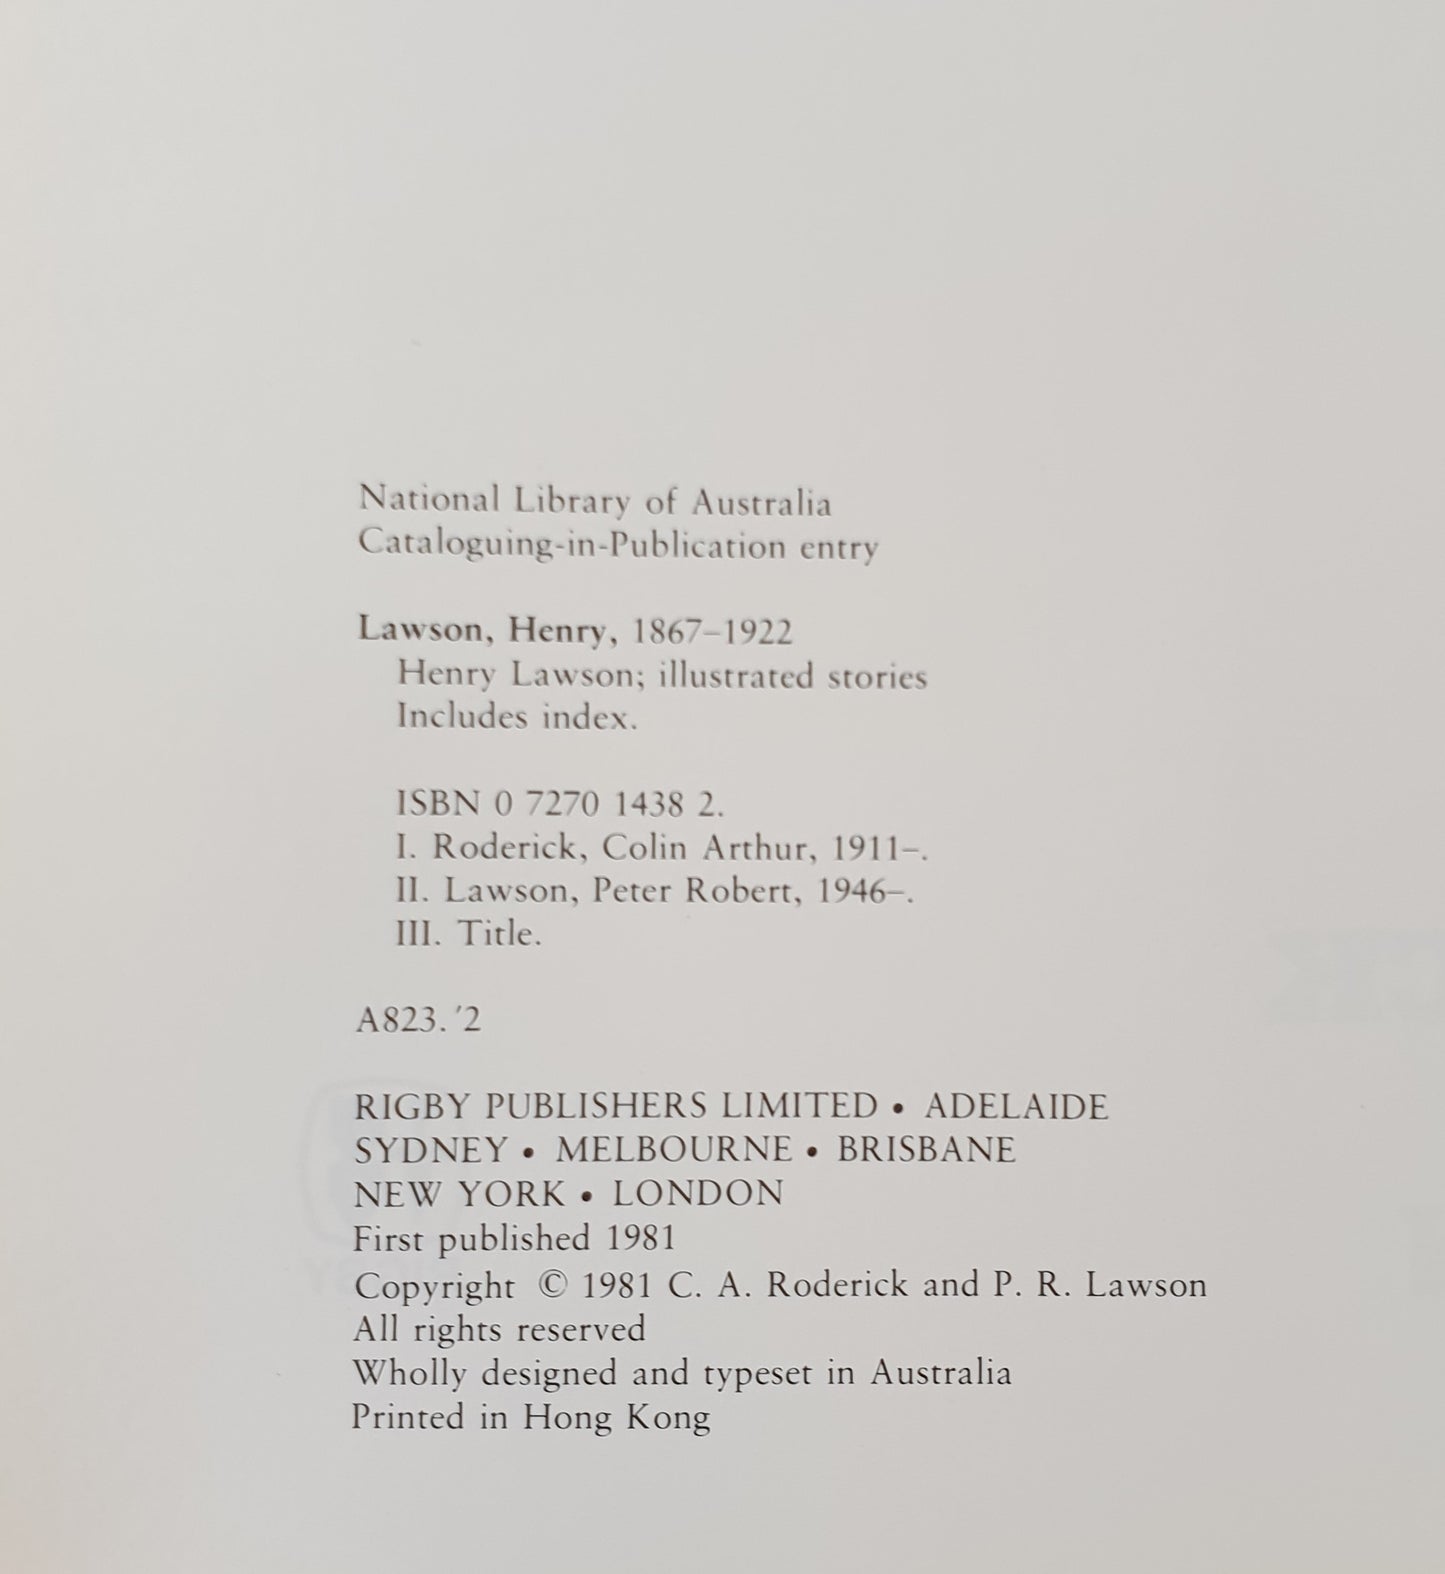 National Library of Australia
Cataloguing-in-Publication entry
Lawson, Henry, 1867–1922
Henry Lawson; illustrated stories
Includes index.
ISBN 0 7270 1438 2.
I. Roderick, Colin Arthur, 1911–.
II. Lawson, Peter Robert, 1946–.
III. Title.
A823.'2
RIGBY PUBLISHERS LIMITED • ADELAIDE
SYDNEY • MELBOURNE • BRISBANE
NEW YORK • LONDON
First published 1981
Copyright © 1981 C. A. Roderick and P. R. Lawson
All rights reserved
Wholly designed and typeset in Australia
Printed in Hong Kong